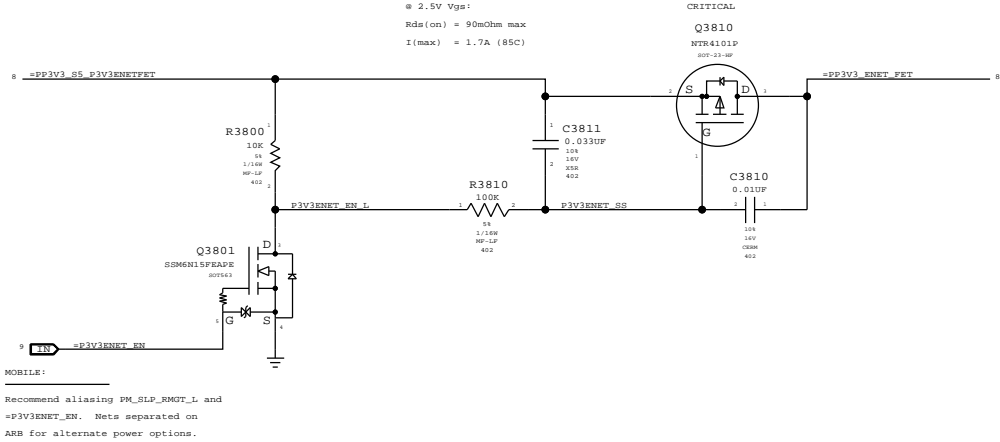 @ 2.5V Vgs:
Rds(on) = 90mOhm max
I(max) = 1.7A (85C)
CRITICAL
Q3810
NTR4101P
SOT-23-HF
8 =PP3V3_S5_P3V3ENETFET
=PP3V3_ENET_FET 8
2 S D 3
G
1
R3800
10K
5%
1/16W
MF-LF
402
1
2
1
C3811
0.033UF
10%
16V
X5R
402
2
P3V3ENET_EN_L
R3810
100K
1 2
5%
1/16W
MF-LF
402
P3V3ENET_SS
C3810
0.01UF
2 1
10%
16V
CERM
402
Q3801
SSM6N15FEAPE
SOT563
D 3
5 G S 4
9 IN =P3V3ENET_EN
MOBILE:
Recommend aliasing PM_SLP_RMGT_L and
=P3V3ENET_EN. Nets separated on
ARB for alternate power options.